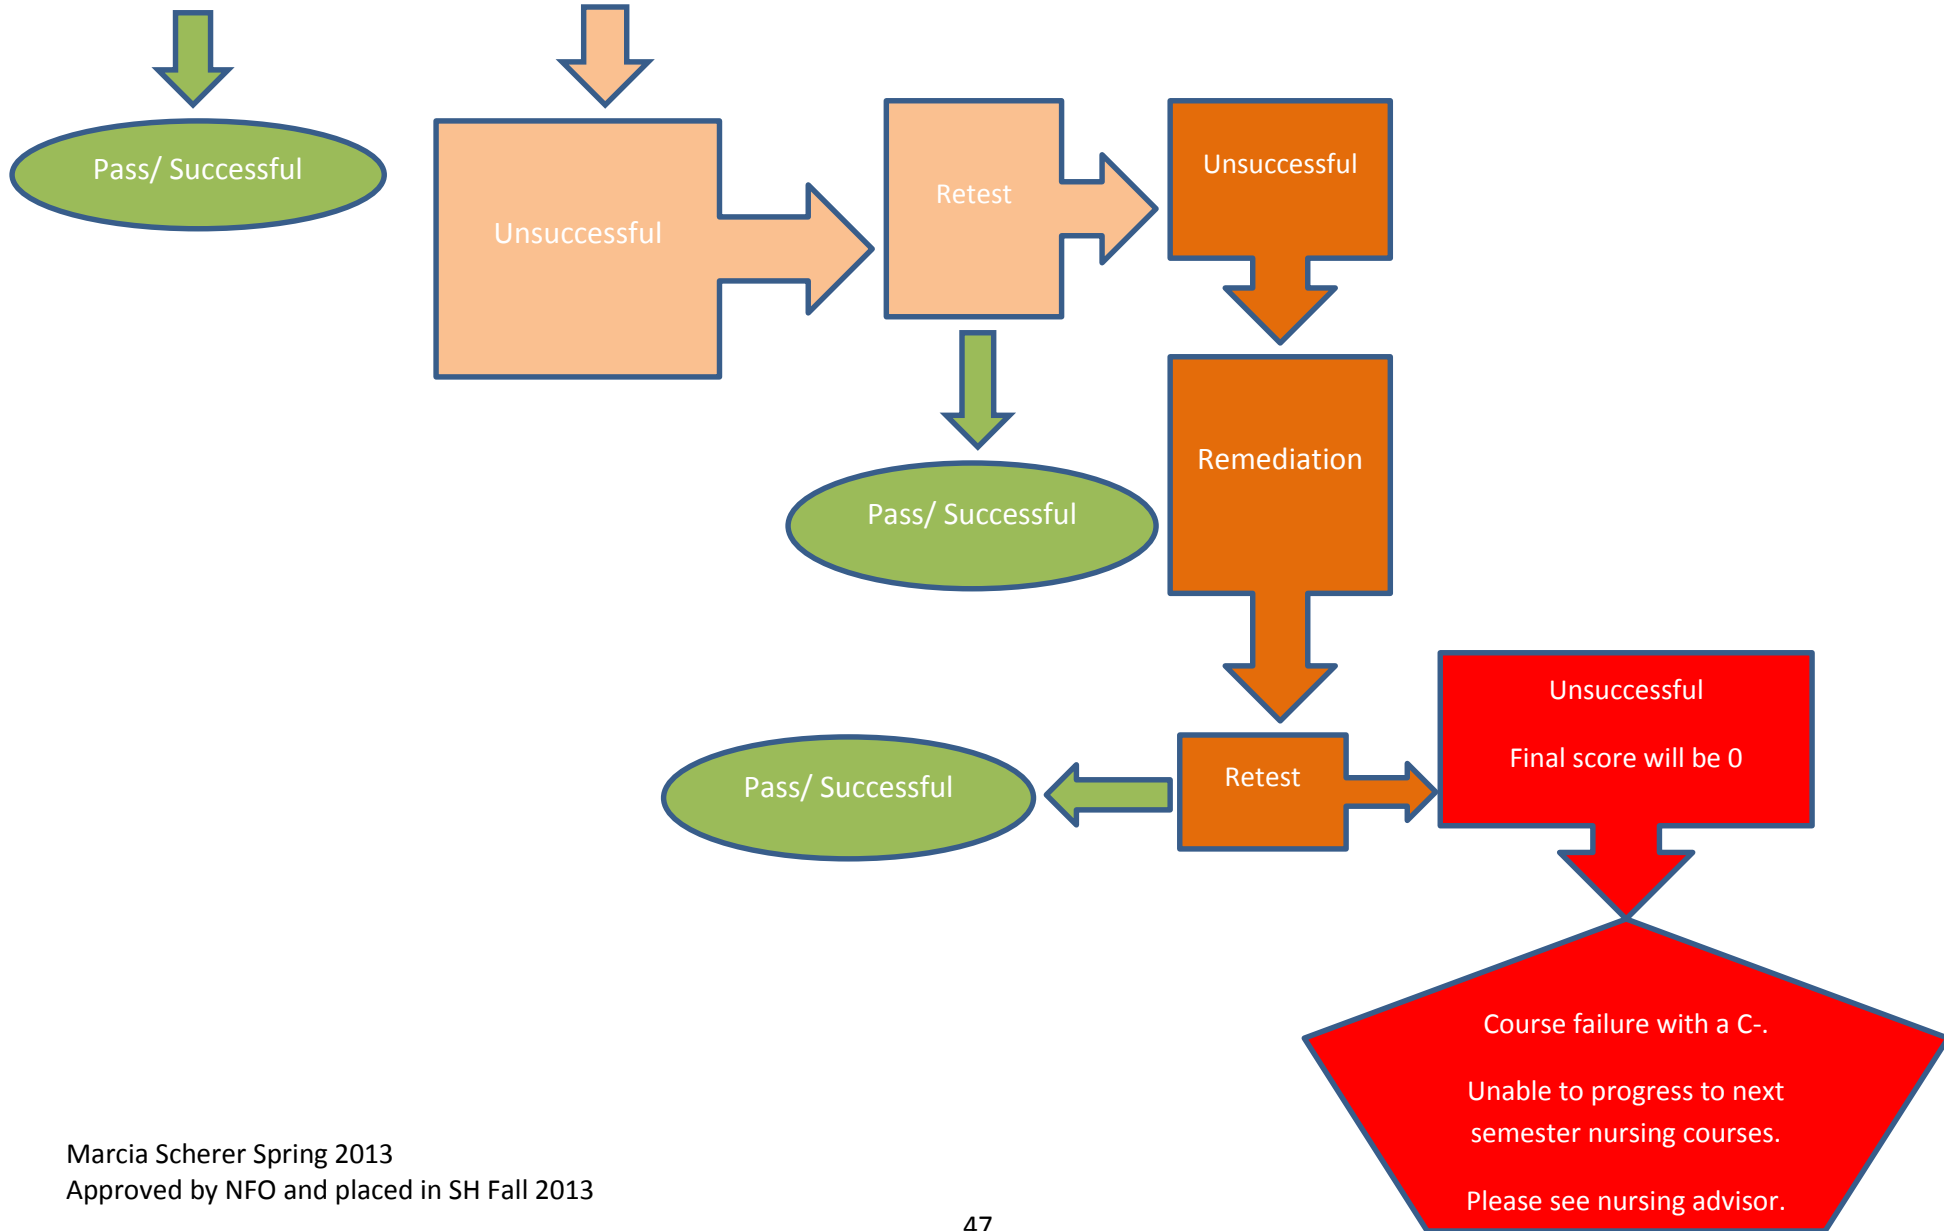 Pass/ Successful
Unsuccessful
Retest
Unsuccessful
Pass/ Successful
Remediation
Pass/ Successful
Retest
Unsuccessful
Final score will be 0
Course failure with a C-.
Unable to progress to next
semester nursing courses.
Please see nursing advisor.
Marcia Scherer Spring 2013
Approved by NFO and placed in SH Fall 2013
47